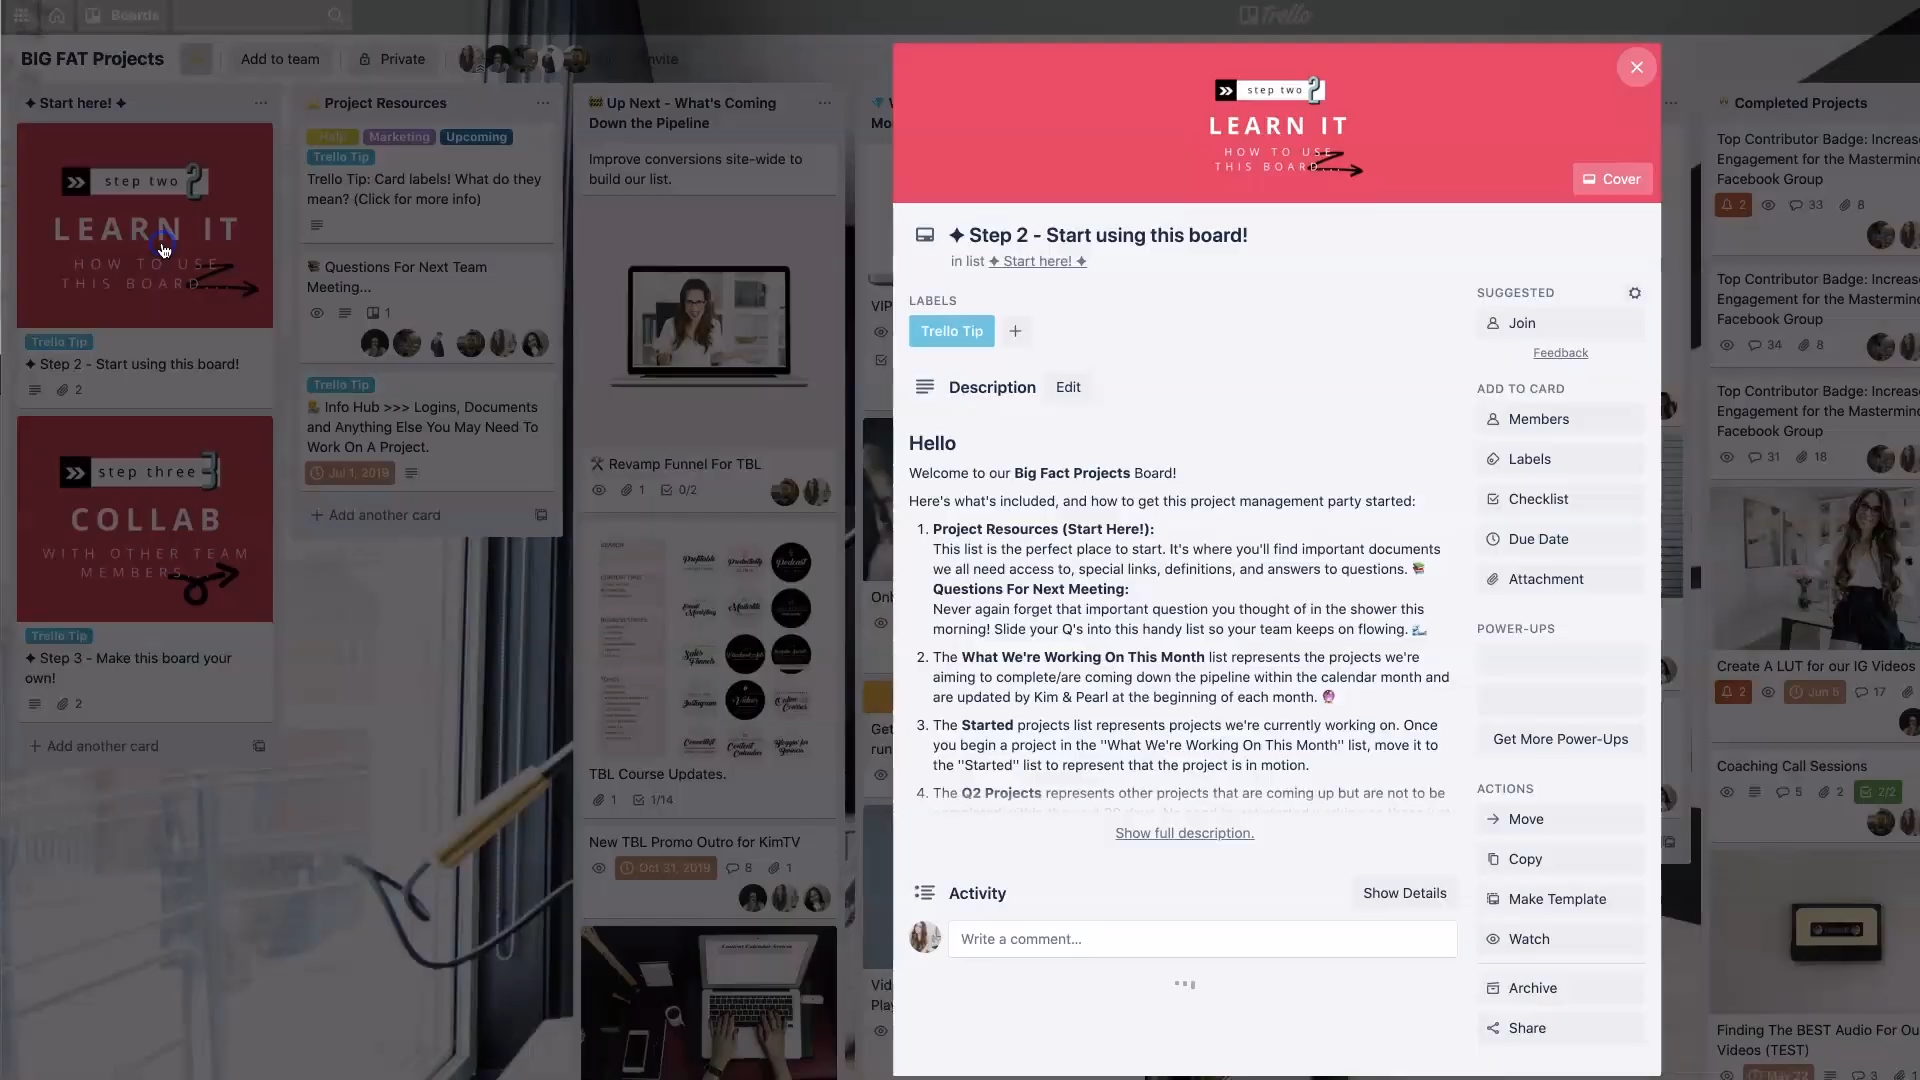 Boards
Trello
BIG FAT Projects
Add to team
Private
✦ Start here! ✦
step two 2
LEARN IT
HOW TO USE
THIS BOARD...
Trello Tip
✦ Step 2 - Start using this board!
2
step three 3
COLLAB
WITH OTHER TEAM
MEMBERS...
Trello Tip
✦ Step 3 - Make this board your
own!
2
+ Add another card
Project Resources
Help Marketing Upcoming
Trello Tip
Trello Tip: Card labels! What do they
mean? (Click for more info)
Questions For Next Team
Meeting...
1
Trello Tip
Info Hub >>> Logins, Documents
and Anything Else You May Need To
Work On A Project.
Jul 1, 2019
+ Add another card
Up Next - What's Coming
Down the Pipeline
Improve conversions site-wide to
build our list.
Revamp Funnel For TBL
1 0/2
TBL Course Updates.
1 1/14
New TBL Promo Outro for KimTV
Oct 31, 2019 8 1
step two 2
LEARN IT
HOW TO USE
THIS BOARD...
Cover
✦ Step 2 - Start using this board!
in list ✦ Start here! ✦
LABELS
Trello Tip +
Description Edit
Hello
Welcome to our Big Fact Projects Board!
Here's what's included, and how to get this project management party started:
1. Project Resources (Start Here!):
This list is the perfect place to start. It's where you'll find important documents
we all need access to, special links, definitions, and answers to questions. 📚
Questions For Next Meeting:
Never again forget that important question you thought of in the shower this
morning! Slide your Q's into this handy list so your team keeps on flowing. 🌊
2. The What We're Working On This Month list represents the projects we're
aiming to complete/are coming down the pipeline within the calendar month and
are updated by Kim & Pearl at the beginning of each month. 🔮
3. The Started projects list represents projects we're currently working on. Once
you begin a project in the "What We're Working On This Month" list, move it to
the "Started" list to represent that the project is in motion.
4. The Q2 Projects represents other projects that are coming up but are not to be
Show full description.
Activity
Show Details
Write a comment...
SUGGESTED
Join
Feedback
ADD TO CARD
Members
Labels
Checklist
Due Date
Attachment
POWER-UPS
Get More Power-Ups
ACTIONS
Move
Copy
Make Template
Watch
Archive
Share
Completed Projects
Top Contributor Badge: Increase
Engagement for the Mastermind
Facebook Group
2 33 8
Top Contributor Badge: Increase
Engagement for the Mastermind
Facebook Group
34 8
Top Contributor Badge: Increase
Engagement for the Mastermind
Facebook Group
31 18
Create A LUT for our IG Videos
2 Jun 5 17
Coaching Call Sessions
5 2 2/2
Finding The BEST Audio For Ou
Videos (TEST)
May 22 3